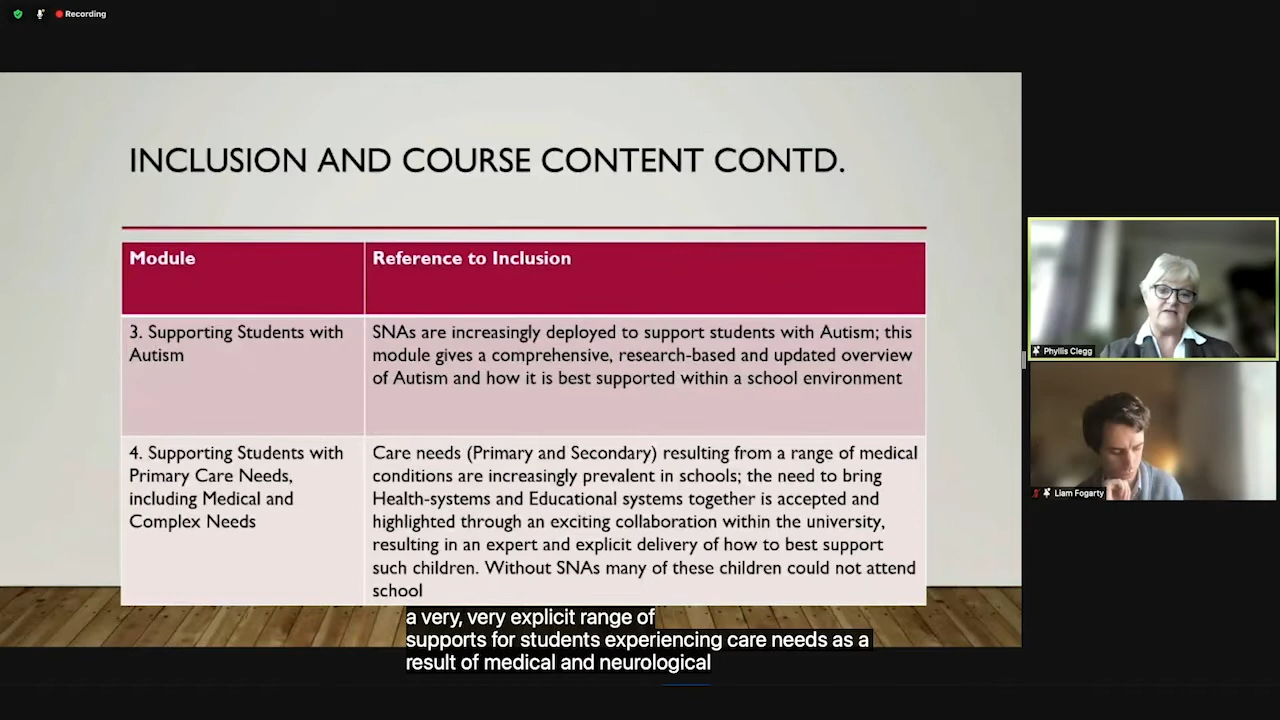 Recording
INCLUSION AND COURSE CONTENT CONTD.
Module
Reference to Inclusion
3. Supporting Students with
Autism
SNAs are increasingly deployed to support students with Autism; this
module gives a comprehensive, research-based and updated overview
of Autism and how it is best supported within a school environment
4. Supporting Students with
Primary Care Needs,
including Medical and
Complex Needs
Care needs (Primary and Secondary) resulting from a range of medical
conditions are increasingly prevalent in schools; the need to bring
Health-systems and Educational systems together is accepted and
highlighted through an exciting collaboration within the university,
resulting in an expert and explicit delivery of how to best support
such children. Without SNAs many of these children could not attend
school
a very, very explicit range of
supports for students experiencing care needs as a
result of medical and neurological
Phyllis Clegg
Liam Fogarty